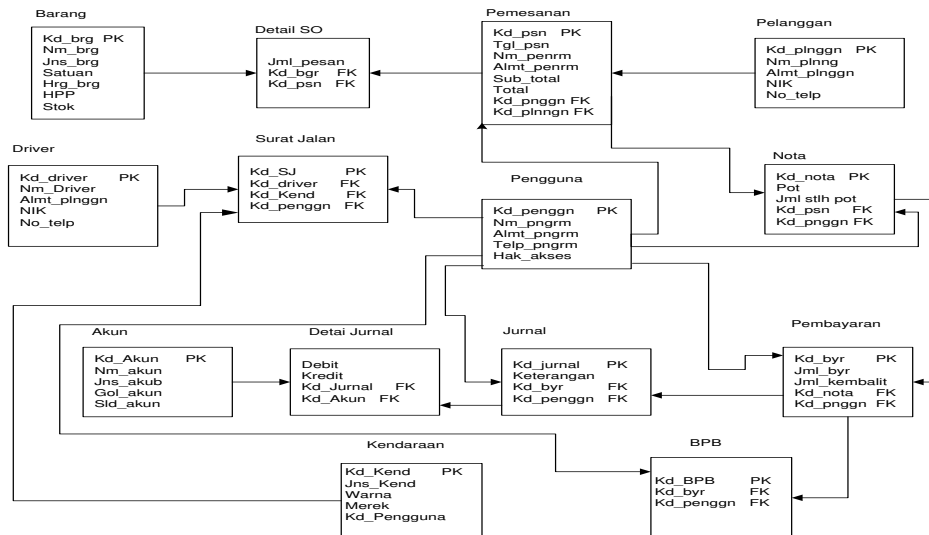 Barang
Kd_brg PK
Nm_brg
Jns_brg
Satuan
Hrg_brg
HPP
Stok
Detail SO
Jml_pesan
Kd_bgr FK
Kd_psn FK
Pemesanan
Kd_psn PK
Tgl_psn
Nm_penrm
Almt_penrm
Sub_total
Total
Kd_pnggn FK
Kd_plnngn FK
Pelanggan
Kd_plnggn PK
Nm_plnng
Almt_plnggn
NIK
No_telp
Driver
Kd_driver PK
Nm_Driver
Almt_plnggn
NIK
No_telp
Surat Jalan
Kd_SJ PK
Kd_driver FK
Kd_Kend FK
Kd_penggn FK
Pengguna
Kd_penggn PK
Nm_pngrm
Almt_pngrm
Telp_pngrm
Hak_akses
Nota
Kd_nota PK
Pot
Jml stlh pot
Kd_psn FK
Kd_pnggn FK
Akun
Kd_Akun PK
Nm_akun
Jns_akub
Gol_akun
Sld_akun
Detai Jurnal
Debit
Kredit
Kd_Jurnal FK
Kd_Akun FK
Jurnal
Kd_jurnal PK
Keterangan
Kd_byr FK
Kd_penggn FK
Pembayaran
Kd_byr PK
Jml_byr
Jml_kembalit
Kd_nota FK
Kd_pnggn FK
Kendaraan
Kd_Kend PK
Jns_Kend
Warna
Merek
Kd_Pengguna
BPB
Kd_BPB PK
Kd_byr FK
Kd_penggn FK